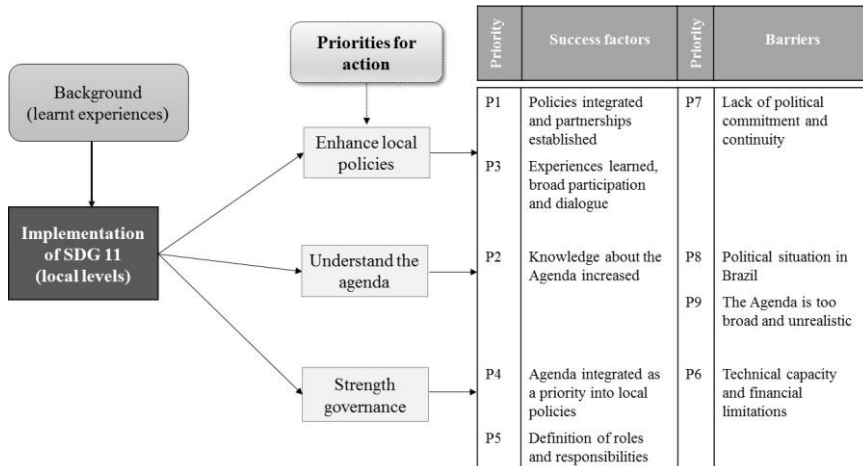 Background
(learnt experiences)
Implementation
of SDG 11
(local levels)
Priorities for
action
Enhance local
policies
Understand the
agenda
Strength
governance
Priority
Success factors
Priority
Barriers
P1
Policies integrated
and partnerships
established
P7
Lack of political
commitment and
continuity
P3
Experiences learned,
broad participation
and dialogue
P2
Knowledge about the
Agenda increased
P8
Political situation in
Brazil
P9
The Agenda is too
broad and unrealistic
P4
Agenda integrated as
a priority into local
policies
P6
Technical capacity
and financial
limitations
P5
Definition of roles
and responsibilities